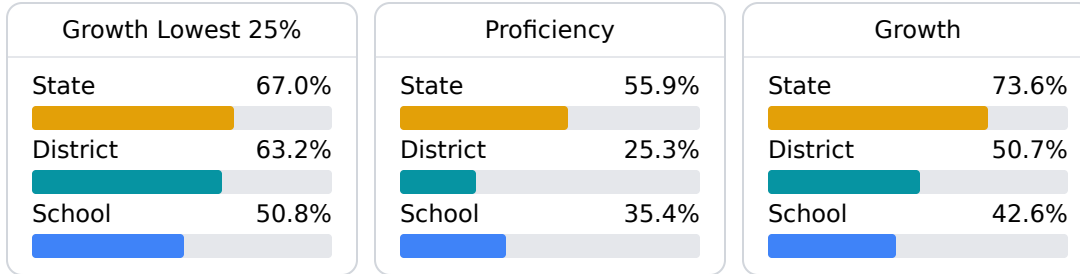 Growth Lowest 25%
State 67.0%
District 63.2%
School 50.8%
Proficiency
State 55.9%
District 25.3%
School 35.4%
Growth
State 73.6%
District 50.7%
School 42.6%